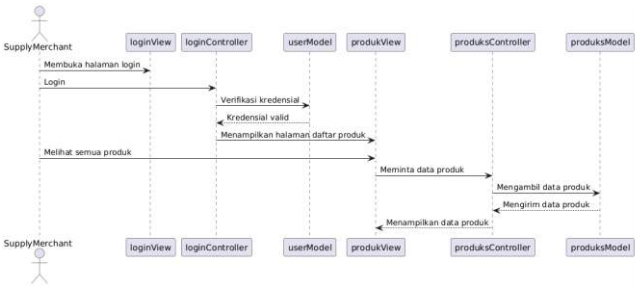 SupplyMerchant loginView loginController userModel produkView produksController produksModel
Membuka halaman login
Login
Verifikasi kredensial
Kredensial valid
Menampilkan halaman daftar produk
Melihat semua produk
Meminta data produk
Mengambil data produk
Mengirim data produk
Menampilkan data produk
SupplyMerchant loginView loginController userModel produkView produksController produksModel